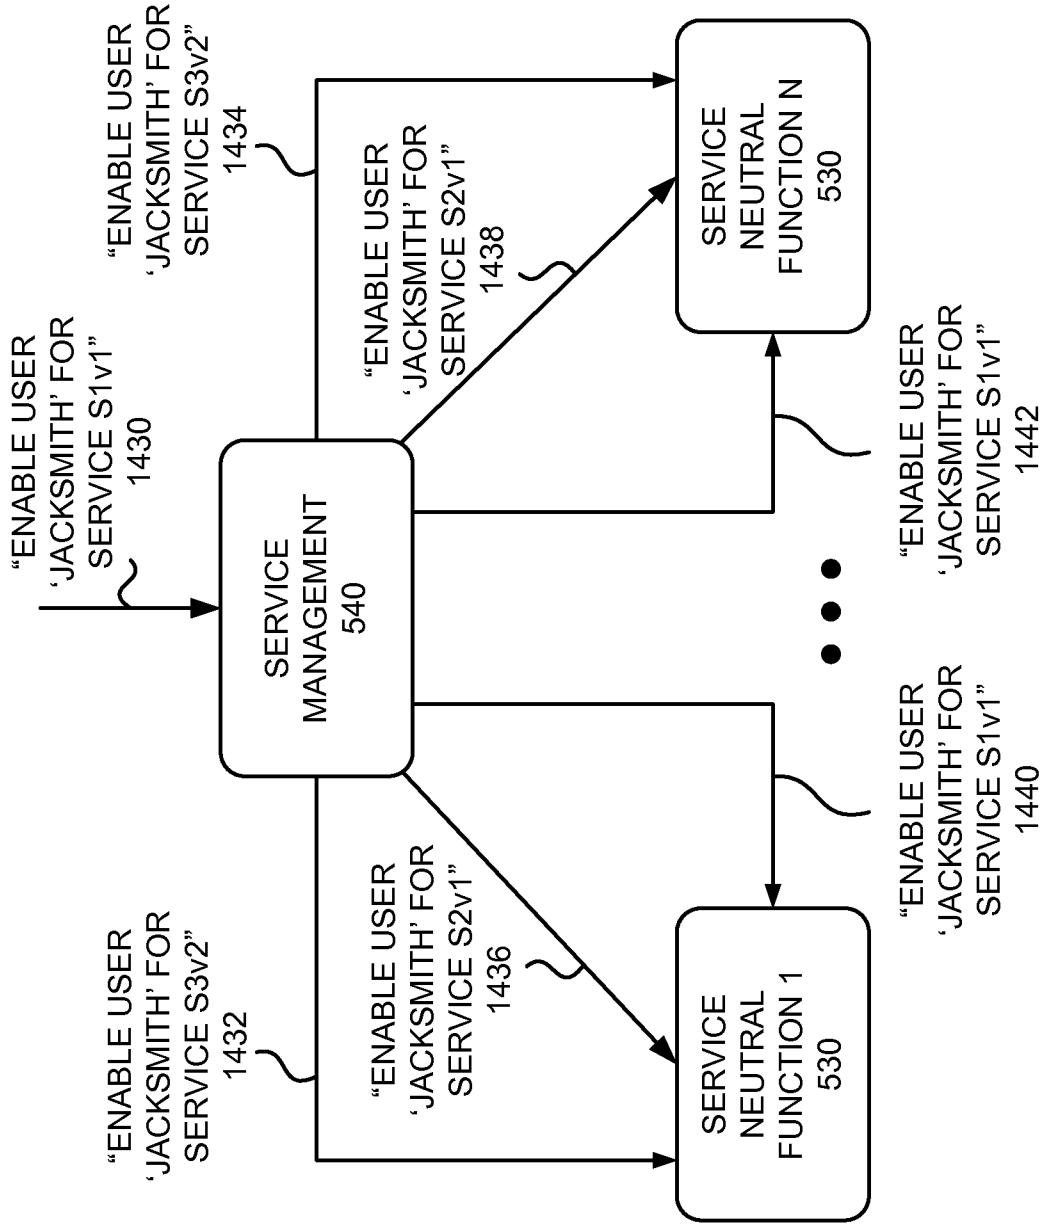 “ENABLE USER
‘JACKSMITH’ FOR
SERVICE S1v1”
1430
“ENABLE USER
‘JACKSMITH’ FOR
SERVICE S3v2”
1432
“ENABLE USER
‘JACKSMITH’ FOR
SERVICE S3v2”
1434
SERVICE
MANAGEMENT
540
“ENABLE USER
‘JACKSMITH’ FOR
SERVICE S2v1”
1436
“ENABLE USER
‘JACKSMITH’ FOR
SERVICE S2v1”
1438
SERVICE
NEUTRAL
FUNCTION 1
530
SERVICE
NEUTRAL
FUNCTION N
530
“ENABLE USER
‘JACKSMITH’ FOR
SERVICE S1v1”
1440
“ENABLE USER
‘JACKSMITH’ FOR
SERVICE S1v1”
1442